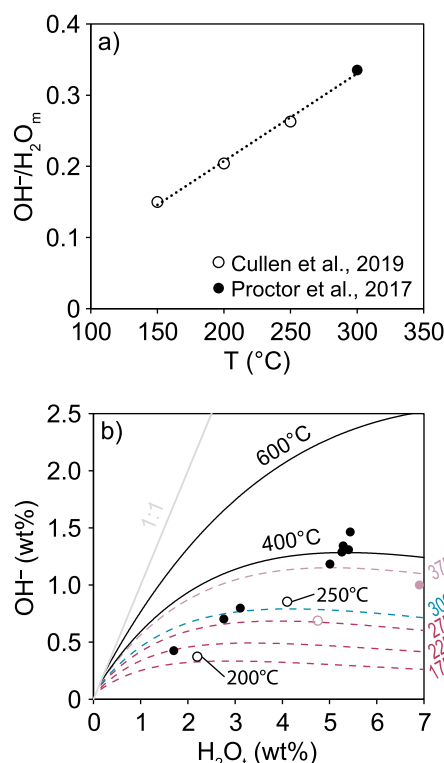 a)
0.4
0.3
0.2
0.1
0
OH⁻/H₂Oₘ
○ Cullen et al., 2019
● Proctor et al., 2017
100 150 200 250 300 350
T (°C)
b)
2.5
2.0
1.5
1.0
0.5
0
OH⁻ (wt%)
1:1
600°C
400°C
250°C
200°C
0 1 2 3 4 5 6 7
H₂Oₜ (wt%)